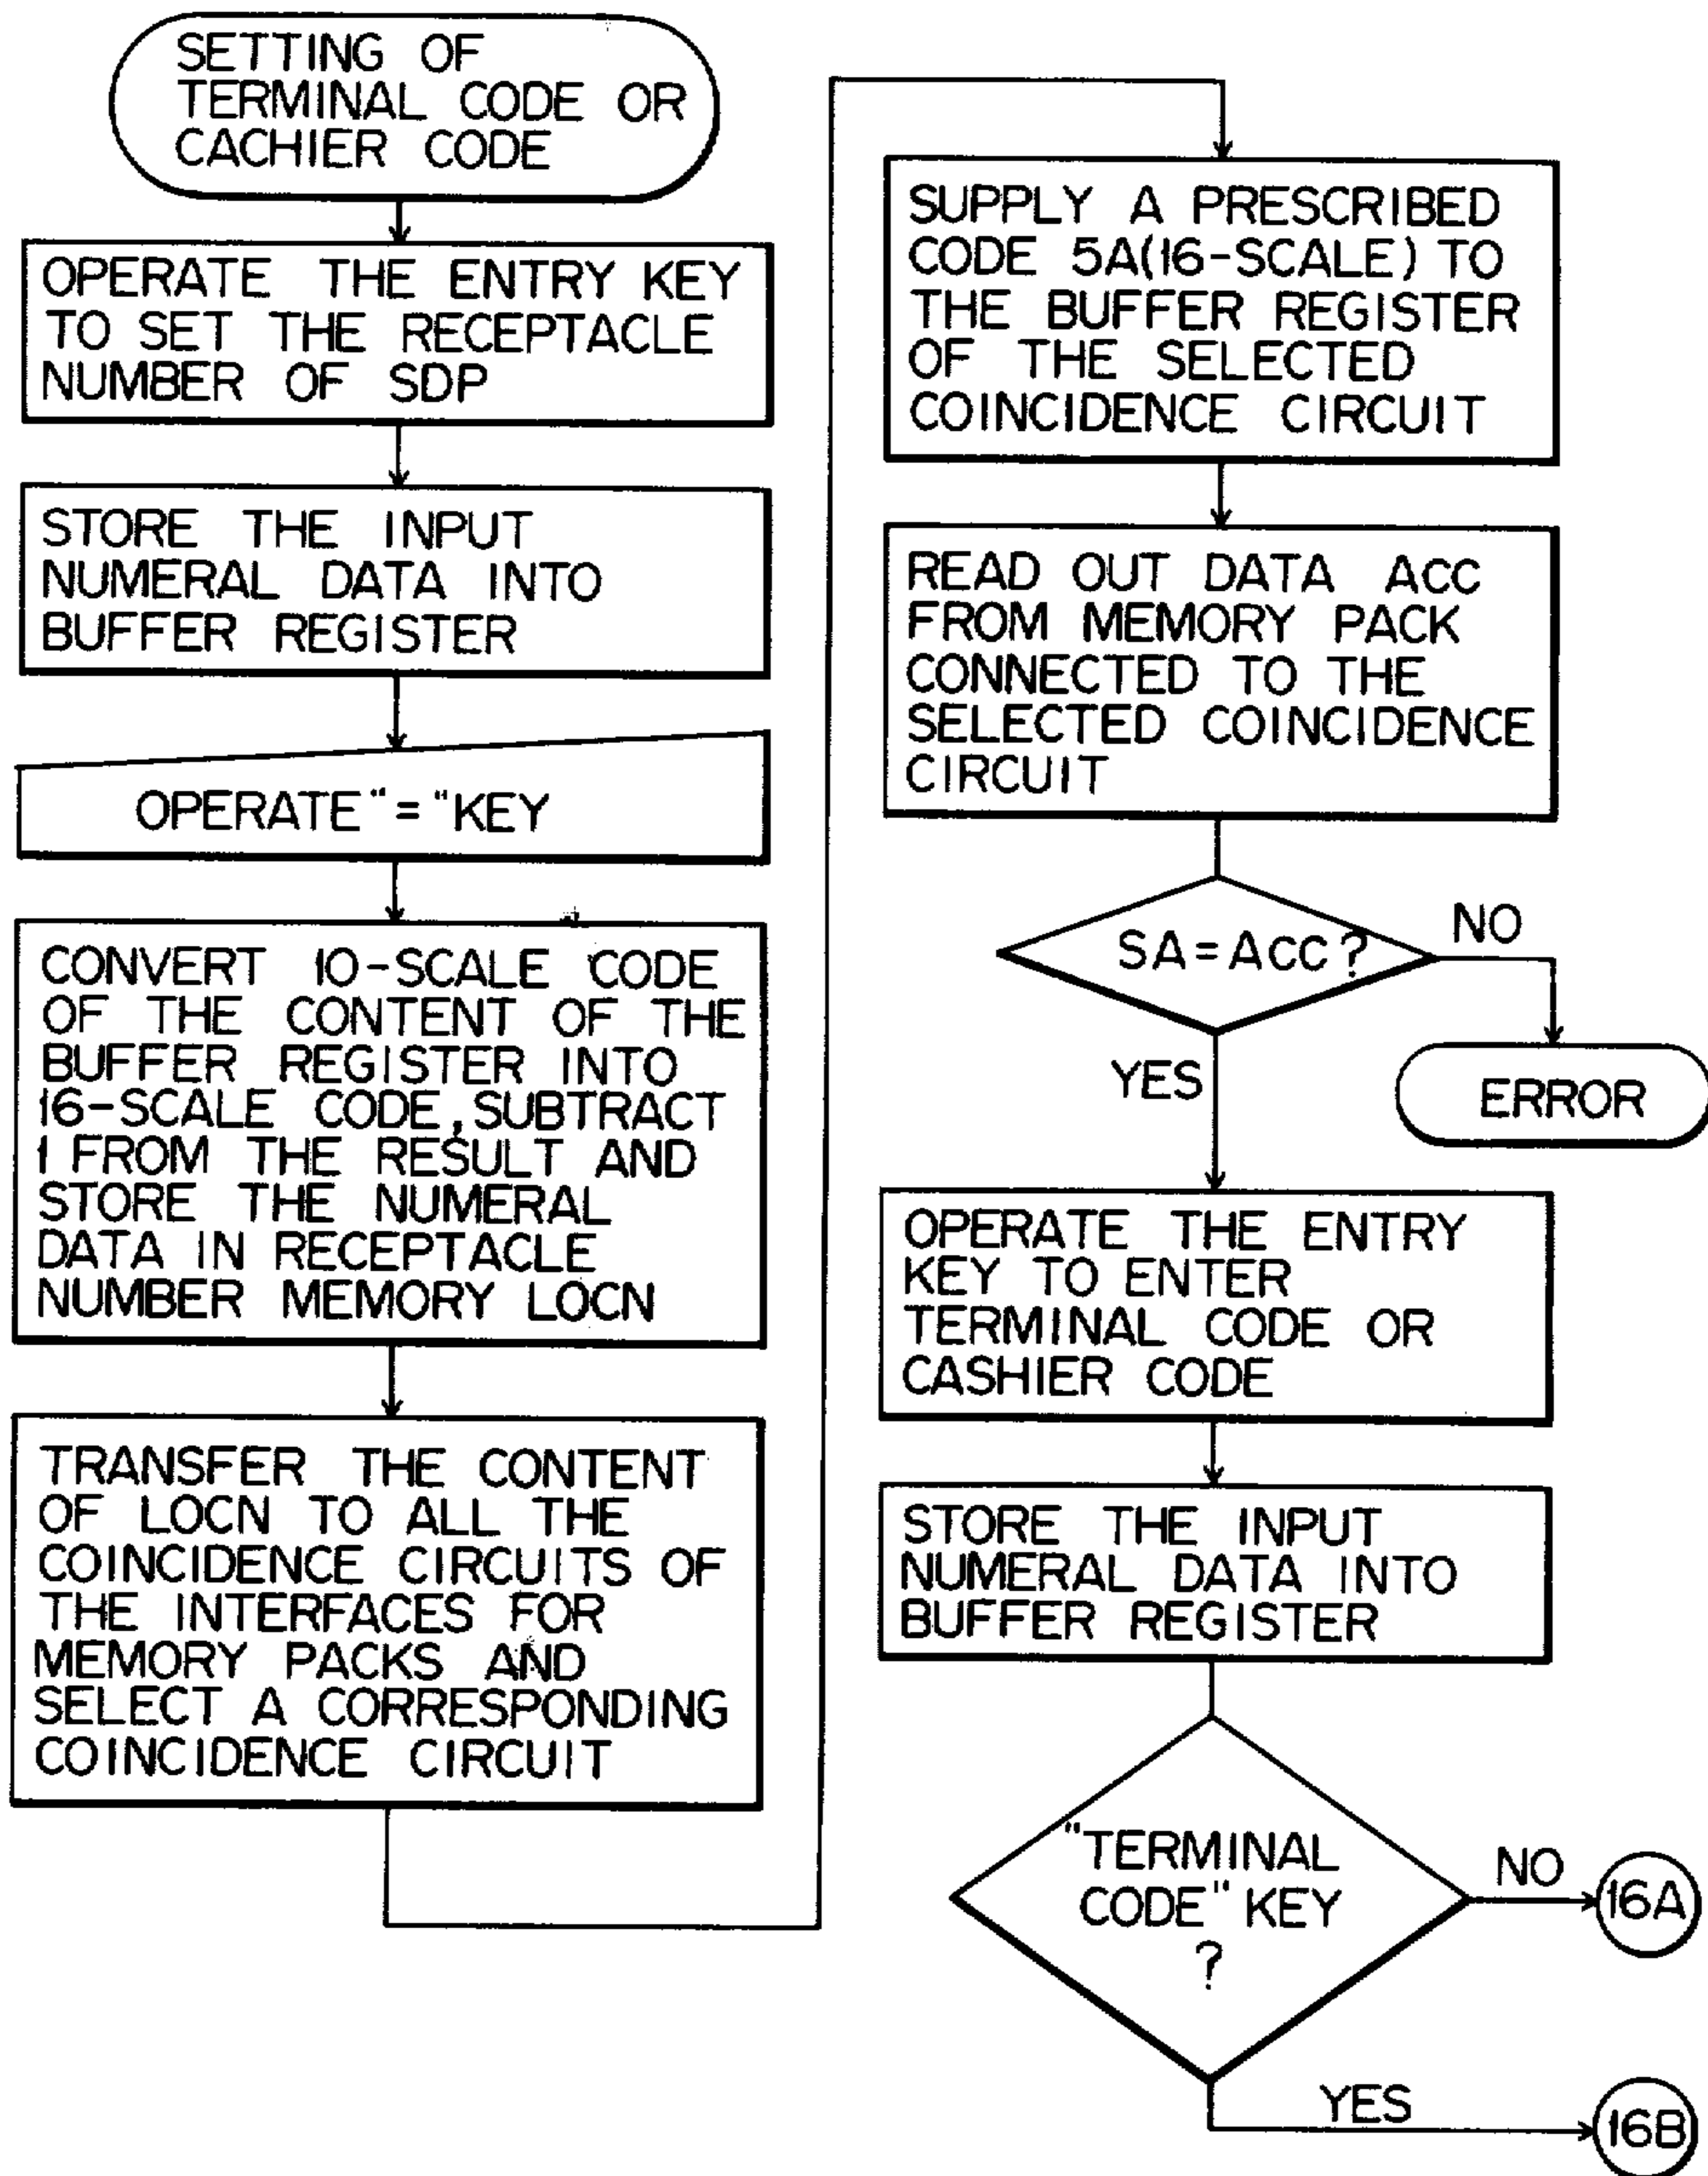 SETTING OF
TERMINAL CODE OR
CACHIER CODE
OPERATE THE ENTRY KEY
TO SET THE RECEPTACLE
NUMBER OF SDP
STORE THE INPUT
NUMERAL DATA INTO
BUFFER REGISTER
OPERATE "=" KEY
CONVERT 10-SCALE CODE
OF THE CONTENT OF THE
BUFFER REGISTER INTO
16-SCALE CODE, SUBTRACT
1 FROM THE RESULT AND
STORE THE NUMERAL
DATA IN RECEPTACLE
NUMBER MEMORY LOCN
TRANSFER THE CONTENT
OF LOCN TO ALL THE
COINCIDENCE CIRCUITS OF
THE INTERFACES FOR
MEMORY PACKS AND
SELECT A CORRESPONDING
COINCIDENCE CIRCUIT
SUPPLY A PRESCRIBED
CODE 5A(16-SCALE) TO
THE BUFFER REGISTER
OF THE SELECTED
COINCIDENCE CIRCUIT
READ OUT DATA ACC
FROM MEMORY PACK
CONNECTED TO THE
SELECTED COINCIDENCE
CIRCUIT
SA=ACC?
NO
ERROR
YES
OPERATE THE ENTRY
KEY TO ENTER
TERMINAL CODE OR
CASHIER CODE
STORE THE INPUT
NUMERAL DATA INTO
BUFFER REGISTER
"TERMINAL
CODE" KEY
?
NO
16A
YES
16B